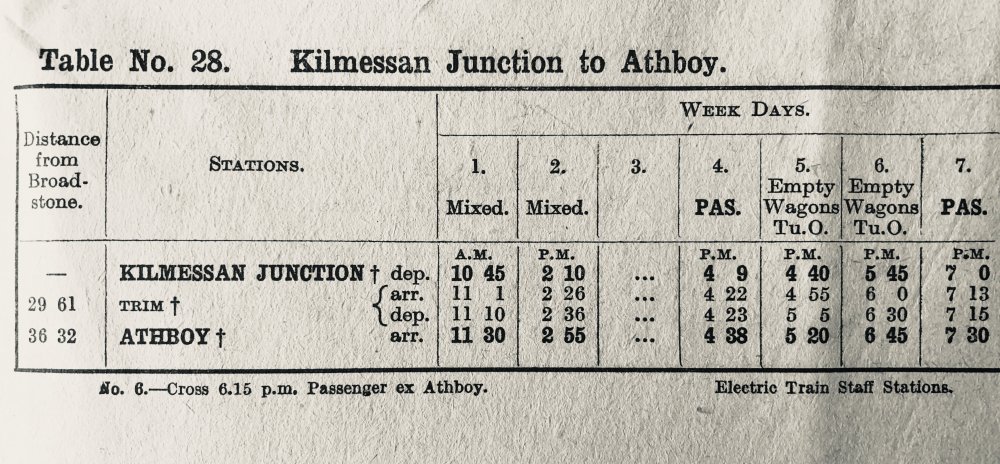 Table No. 28. Kilmessan Junction to Athboy.
Distance from Broad-stone. STATIONS. WEEK DAYS.
1. 2. 3. 4. 5. 6. 7.
Mixed. Mixed. PAS. Empty Wagons Tu.O. Empty Wagons Tu.O. PAS.
A.M. P.M. P.M. P.M. P.M. P.M.
— KILMESSAN JUNCTION † dep. 10 45 2 10 ... 4 9 4 40 5 45 7 0
29 61 TRIM † { arr. 11 1 2 26 ... 4 22 4 55 6 0 7 13
dep. 11 10 2 36 ... 4 23 5 5 6 30 7 15
36 32 ATHBOY † arr. 11 30 2 55 ... 4 38 5 20 6 45 7 30
No. 6.—Cross 6.15 p.m. Passenger ex Athboy. Electric Train Staff Stations.